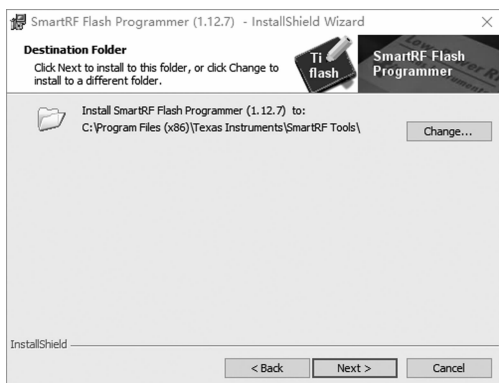 SmartRF Flash Programmer (1.12.7) - InstallShield Wizard
Destination Folder
Click Next to install to this folder, or click Change to
install to a different folder.
Ti
flash
SmartRF Flash
Programmer
Install SmartRF Flash Programmer (1.12.7) to:
C:\Program Files (x86)\Texas Instruments\SmartRF Tools\
Change...
InstallShield
< Back
Next >
Cancel